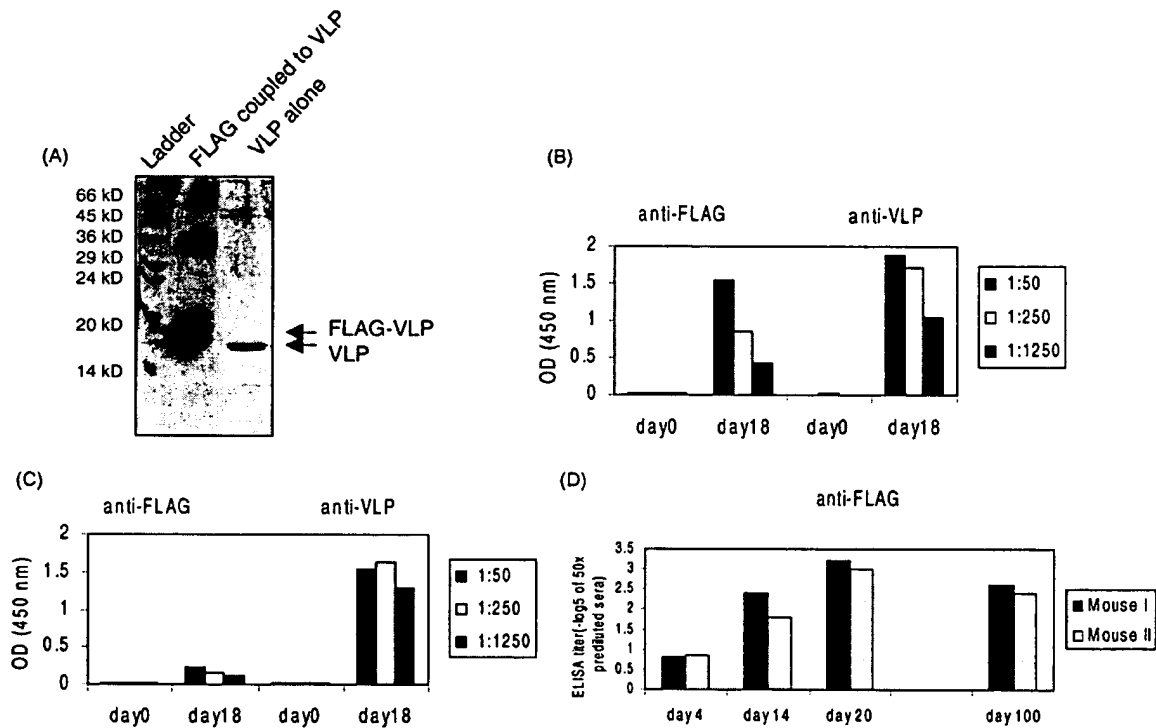 (A)
Ladder
FLAG coupled to VLP
VLP alone
66 kD
45 kD
36 kD
29 kD
24 kD
20 kD
14 kD
FLAG-VLP
VLP
(B)
anti-FLAG anti-VLP
OD (450 nm)
2
1.5
1
0.5
0
day0 day18 day0 day18
1:50
1:250
1:1250
(C)
anti-FLAG anti-VLP
OD (450 nm)
2
1.5
1
0.5
0
day0 day18 day0 day18
1:50
1:250
1:1250
(D)
anti-FLAG
ELISA titer(-log5 of 50x
prediluted sera)
3.5
3
2.5
2
1.5
1
0.5
0
day 4 day 14 day 20 day 100
Mouse I
Mouse II